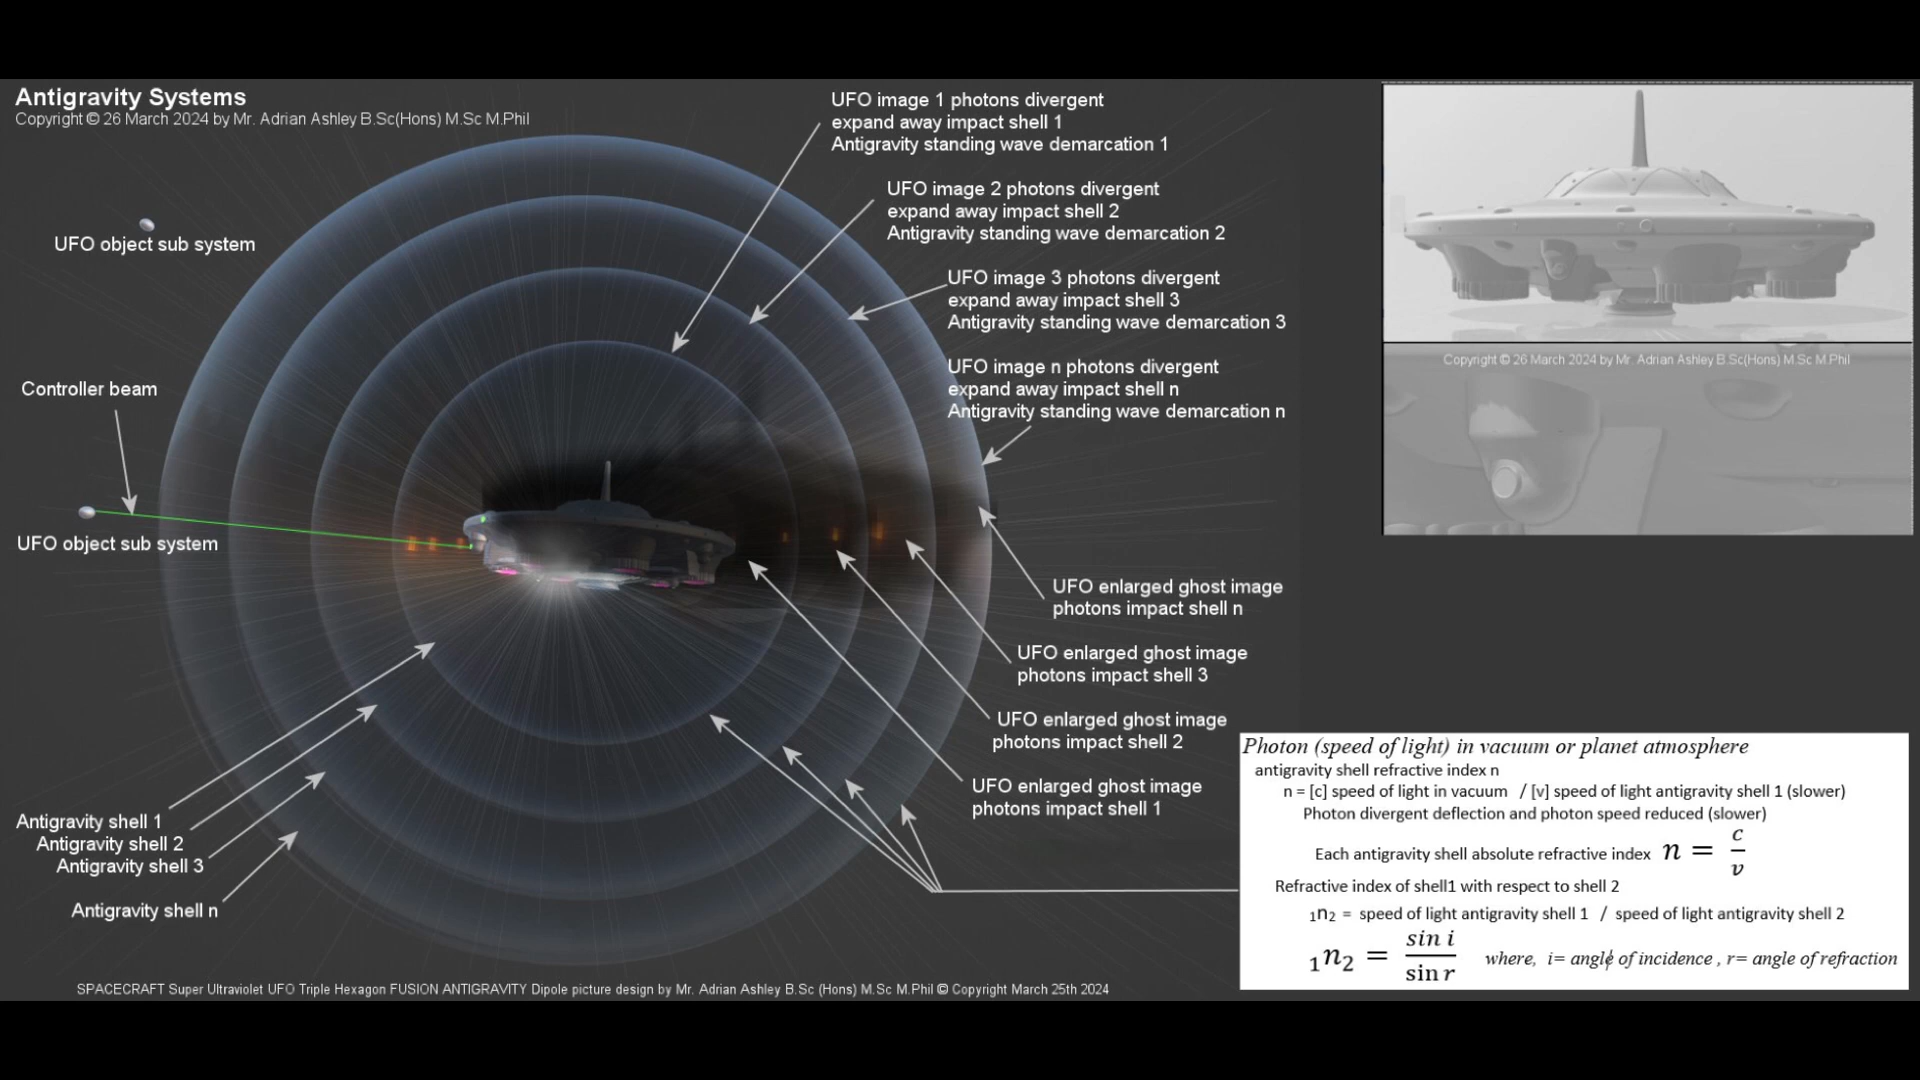 Antigravity Systems
Copyright © 26 March 2024 by Mr. Adrian Ashley B.Sc(Hons) M.Sc M.Phil
UFO image 1 photons divergent
expand away impact shell 1
Antigravity standing wave demarcation 1
UFO image 2 photons divergent
expand away impact shell 2
Antigravity standing wave demarcation 2
UFO image 3 photons divergent
expand away impact shell 3
Antigravity standing wave demarcation 3
UFO image n photons divergent
expand away impact shell n
Antigravity standing wave demarcation n
UFO object sub system
Controller beam
UFO object sub system
Copyright © 26 March 2024 by Mr. Adrian Ashley B.Sc(Hons) M.Sc M.Phil
UFO enlarged ghost image
photons impact shell n
UFO enlarged ghost image
photons impact shell 3
UFO enlarged ghost image
photons impact shell 2
UFO enlarged ghost image
photons impact shell 1
Antigravity shell 1
Antigravity shell 2
Antigravity shell 3
Antigravity shell n
Photon (speed of light) in vacuum or planet atmosphere
antigravity shell refractive index n
n = [c] speed of light in vacuum / [v] speed of light antigravity shell 1 (slower)
Photon divergent deflection and photon speed reduced (slower)
Each antigravity shell absolute refractive index n = c/v
Refractive index of shell1 with respect to shell 2
₁n₂ = speed of light antigravity shell 1 / speed of light antigravity shell 2
₁n₂ = sin i / sin r where, i= angle of incidence , r= angle of refraction
SPACECRAFT Super Ultraviolet UFO Triple Hexagon FUSION ANTIGRAVITY Dipole picture design by Mr. Adrian Ashley B.Sc (Hons) M.Sc M.Phil © Copyright March 25th 2024